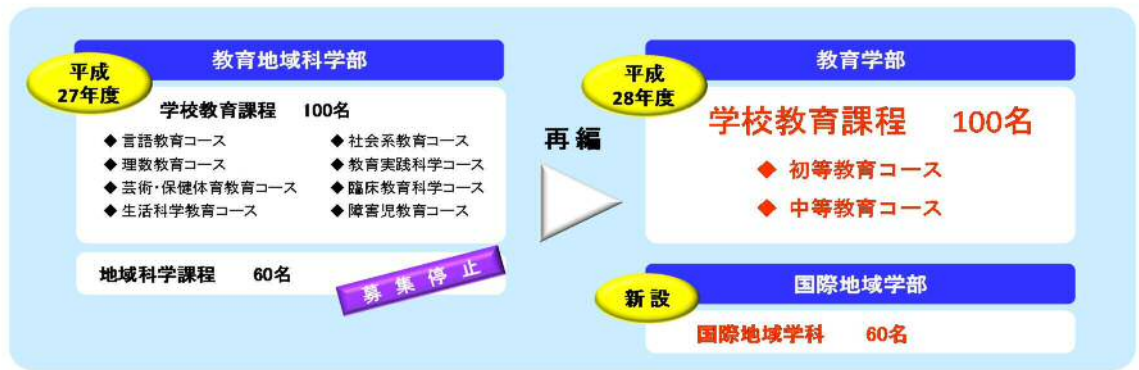 教育地域科学部
平成
27年度
学校教育課程 100名
◆言語教育コース
◆理数教育コース
◆芸術・保健体育教育コース
◆生活科学教育コース
◆社会系教育コース
◆教育実践科学コース
◆臨床教育科学コース
◆障害児教育コース
地域科学課程 60名
募集停止
再編
教育学部
平成
28年度
学校教育課程 100名
◆ 初等教育コース
◆ 中等教育コース
国際地域学部
新設
国際地域学科 60名